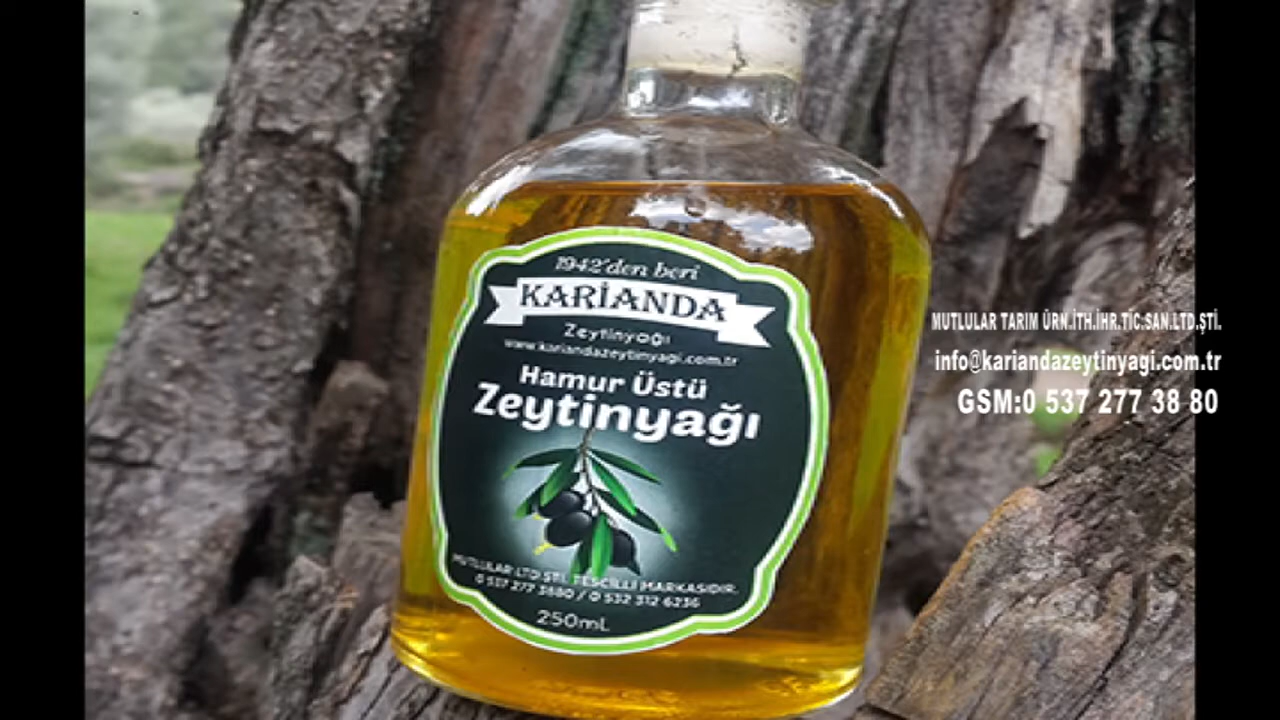 1942'den beri
KARİANDA
Zeytinyağı
www.kariandazeytinyagi.com.tr
Hamur Üstü
Zeytinyağı
MUTLULAR LTD.ŞTİ. TESCİLLİ MARKASIDIR.
0 537 277 3880 / 0 532 312 6236
250mL
MUTLULAR TARIM ÜRN.İTH.İHR.TİC.SAN.LTD.ŞTİ.
info@kariandazeytinyagi.com.tr
GSM:0 537 277 38 80